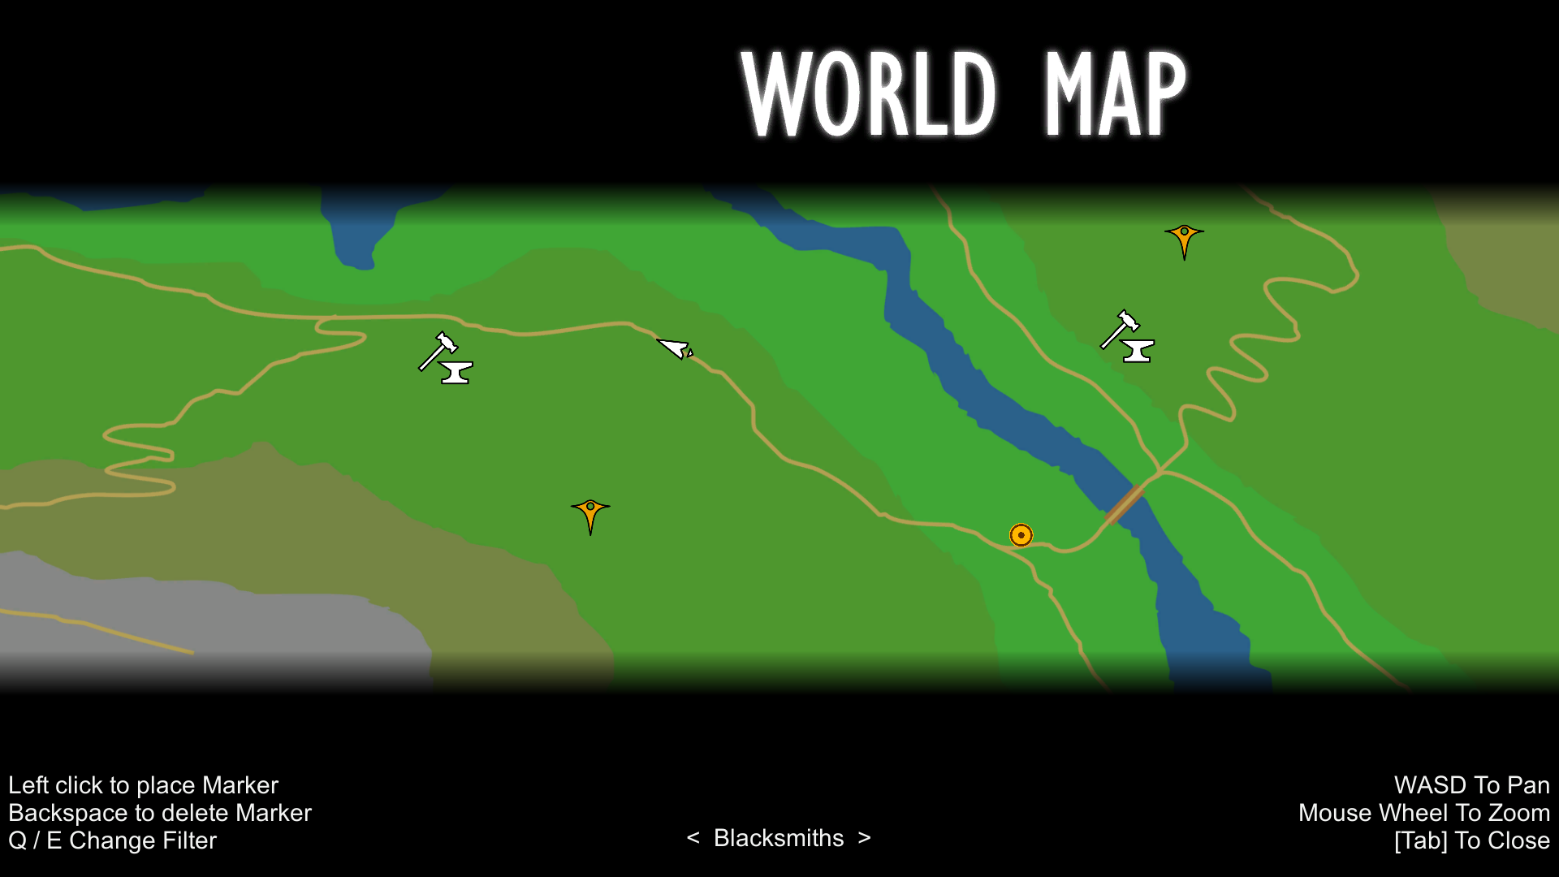 WORLD MAP
Left click to place Marker
Backspace to delete Marker
Q / E Change Filter
< Blacksmiths >
WASD To Pan
Mouse Wheel To Zoom
[Tab] To Close